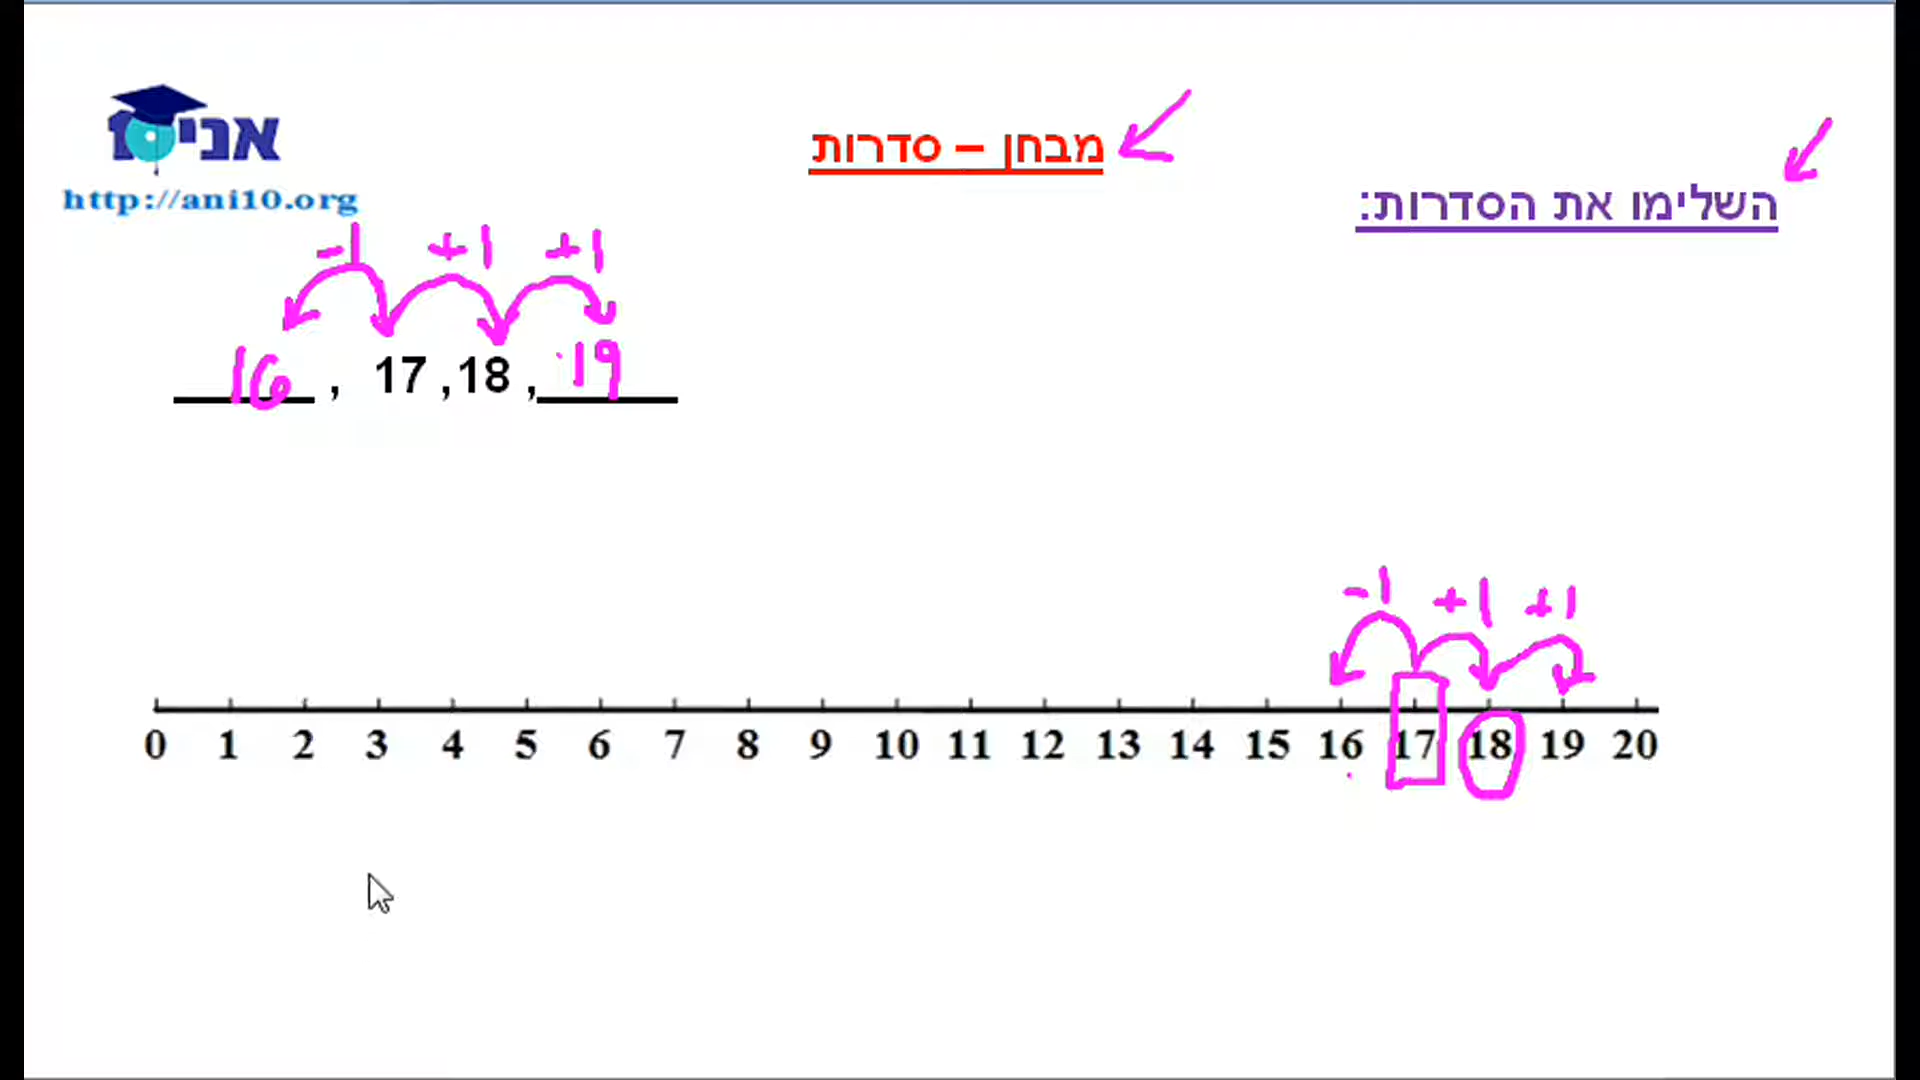 אני10
http://ani10.org
מבחן – סדרות
השלימו את הסדרות:
-1 +1 +1
16 , 17 ,18 , 19
-1 +1 +1
0 1 2 3 4 5 6 7 8 9 10 11 12 13 14 15 16 17 18 19 20